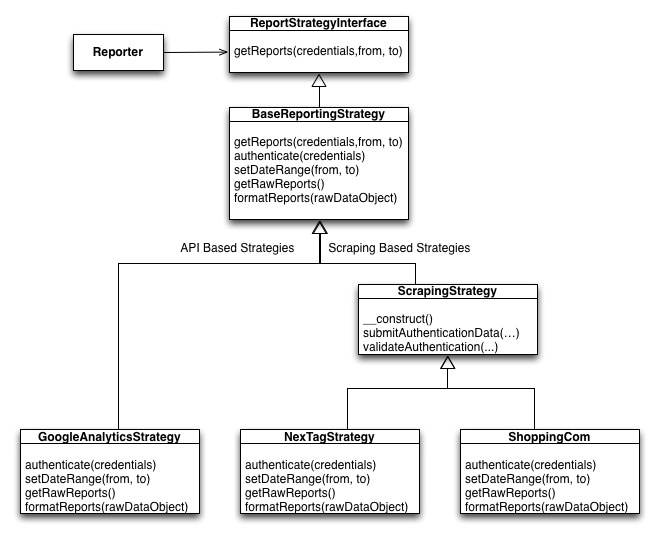 ReportStrategyInterface
getReports(credentials,from, to)
Reporter
BaseReportingStrategy
getReports(credentials,from, to)
authenticate(credentials)
setDateRange(from, to)
getRawReports()
formatReports(rawDataObject)
API Based Strategies
Scraping Based Strategies
ScrapingStrategy
__construct()
submitAuthenticationData(...)
validateAuthentication(...)
GoogleAnalyticsStrategy
authenticate(credentials)
setDateRange(from, to)
getRawReports()
formatReports(rawDataObject)
NexTagStrategy
authenticate(credentials)
setDateRange(from, to)
getRawReports()
formatReports(rawDataObject)
ShoppingCom
authenticate(credentials)
setDateRange(from, to)
getRawReports()
formatReports(rawDataObject)